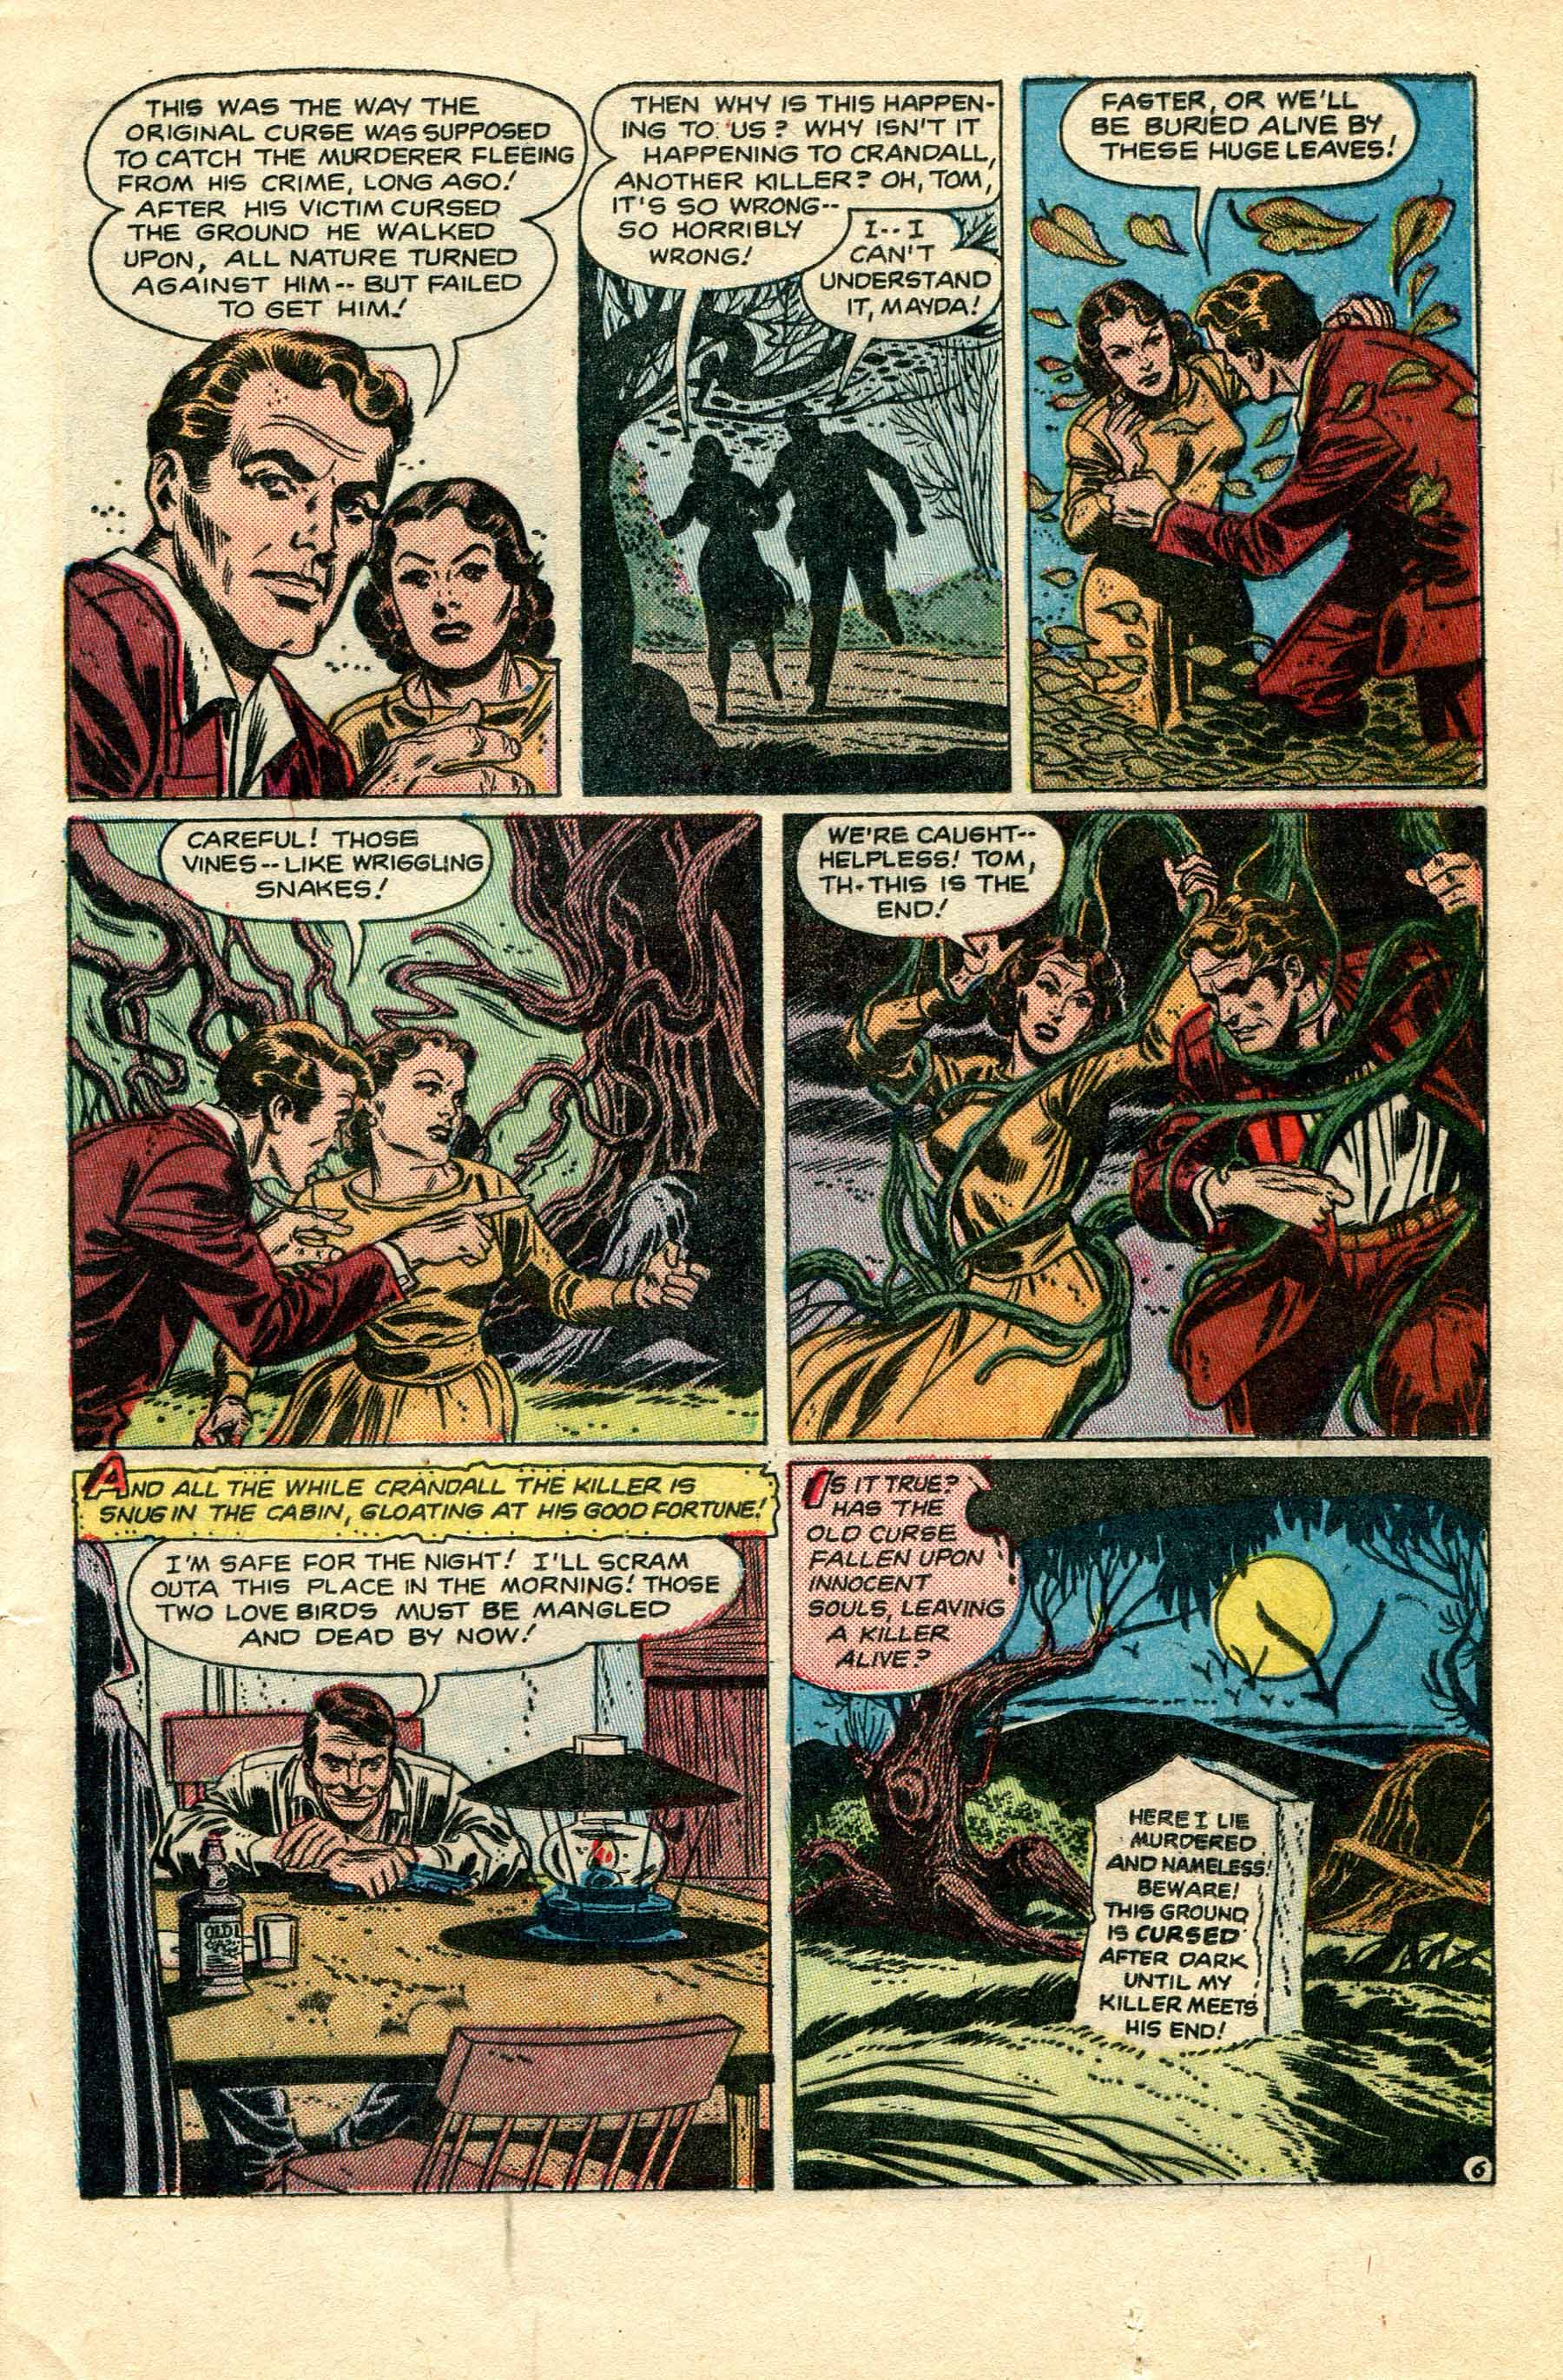 THIS WAS THE WAY THE
ORIGINAL CURSE WAS SUPPOSED
TO CATCH THE MURDERER FLEEING
FROM HIS CRIME, LONG AGO!
AFTER HIS VICTIM CURSED
THE GROUND HE WALKED
UPON, ALL NATURE TURNED
AGAINST HIM-- BUT FAILED
TO GET HIM!
THEN WHY IS THIS HAPPEN-
ING TO US? WHY ISN'T IT
HAPPENING TO CRANDALL,
ANOTHER KILLER? OH, TOM,
IT'S SO WRONG--
SO HORRIBLY
WRONG!
I--I
CAN'T
UNDERSTAND
IT, MAYDA!
FASTER, OR WE'LL
BE BURIED ALIVE BY
THESE HUGE LEAVES!
CAREFUL! THOSE
VINES--LIKE WRIGGLING
SNAKES!
WE'RE CAUGHT--
HELPLESS! TOM,
TH-THIS IS THE
END!
AND ALL THE WHILE CRANDALL THE KILLER IS
SNUG IN THE CABIN, GLOATING AT HIS GOOD FORTUNE!
I'M SAFE FOR THE NIGHT! I'LL SCRAM
OUTA THIS PLACE IN THE MORNING! THOSE
TWO LOVE BIRDS MUST BE MANGLED
AND DEAD BY NOW!
OLD
IS IT TRUE?
HAS THE
OLD CURSE
FALLEN UPON
INNOCENT
SOULS, LEAVING
A KILLER
ALIVE?
HERE I LIE
MURDERED
AND NAMELESS!
BEWARE!
THIS GROUND
IS CURSED
AFTER DARK
UNTIL MY
KILLER MEETS
HIS END!
6